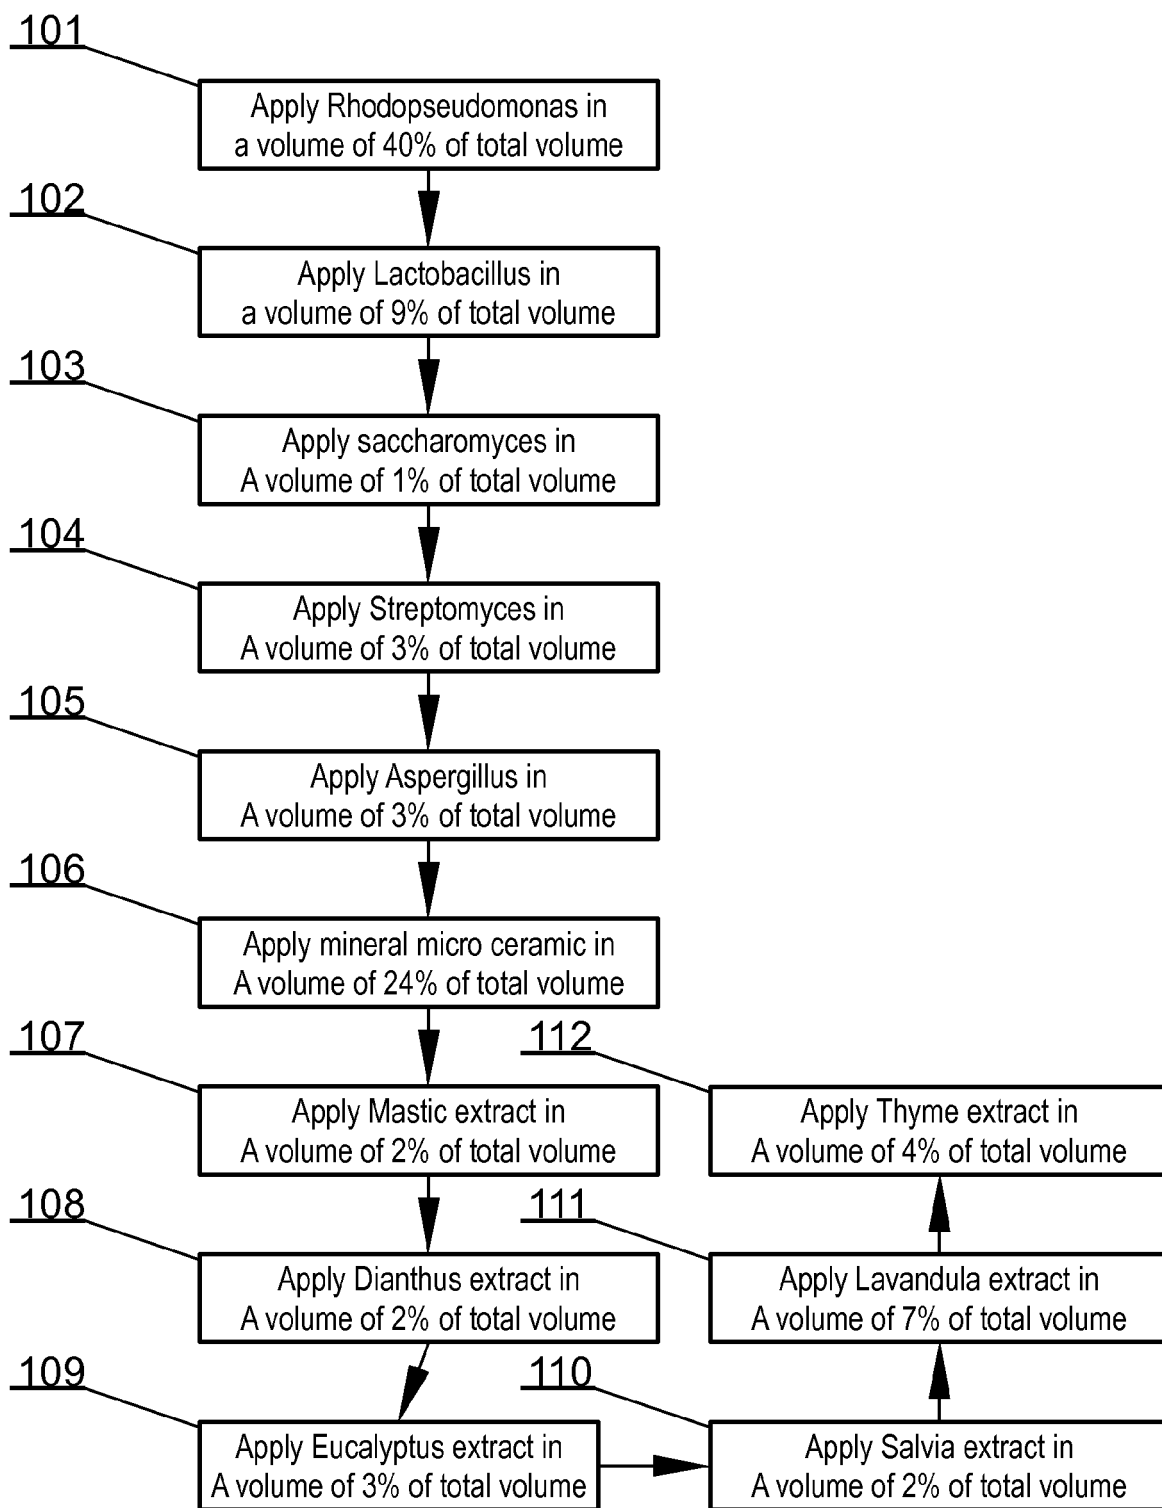 101
Apply Rhodopseudomonas in
a volume of 40% of total volume
102
Apply Lactobacillus in
a volume of 9% of total volume
103
Apply saccharomyces in
A volume of 1% of total volume
104
Apply Streptomyces in
A volume of 3% of total volume
105
Apply Aspergillus in
A volume of 3% of total volume
106
Apply mineral micro ceramic in
A volume of 24% of total volume
107
Apply Mastic extract in
A volume of 2% of total volume
108
Apply Dianthus extract in
A volume of 2% of total volume
109
Apply Eucalyptus extract in
A volume of 3% of total volume
110
Apply Salvia extract in
A volume of 2% of total volume
111
Apply Lavandula extract in
A volume of 7% of total volume
112
Apply Thyme extract in
A volume of 4% of total volume